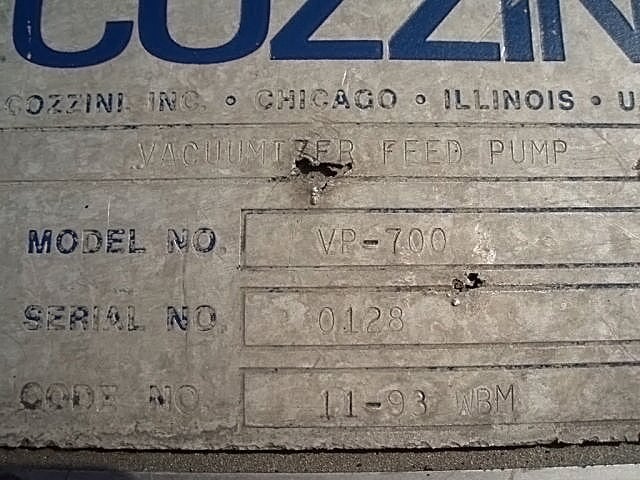 COZZIN
COZZINI INC. • CHICAGO • ILLINOIS • U
VACUUMIZER FEED PUMP
MODEL NO. VP-700
SERIAL NO. 0128
CODE NO. 11-93 WBM